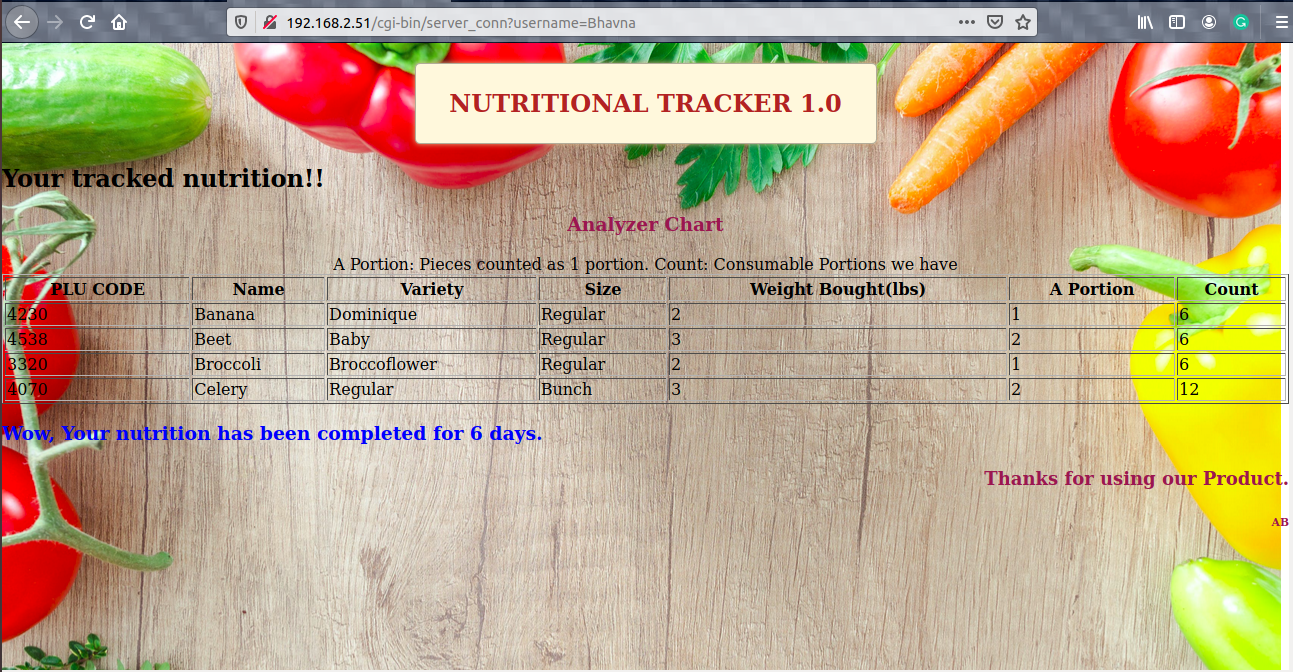 192.168.2.51/cgi-bin/server_conn?username=Bhavna
NUTRITIONAL TRACKER 1.0
Your tracked nutrition!!
Analyzer Chart
A Portion: Pieces counted as 1 portion. Count: Consumable Portions we have
PLU CODE Name Variety Size Weight Bought(lbs) A Portion Count
4230 Banana Dominique Regular 2 1 6
4538 Beet Baby Regular 3 2 6
3320 Broccoli Broccoflower Regular 2 1 6
4070 Celery Regular Bunch 3 2 12
Wow, Your nutrition has been completed for 6 days.
Thanks for using our Product.
AB